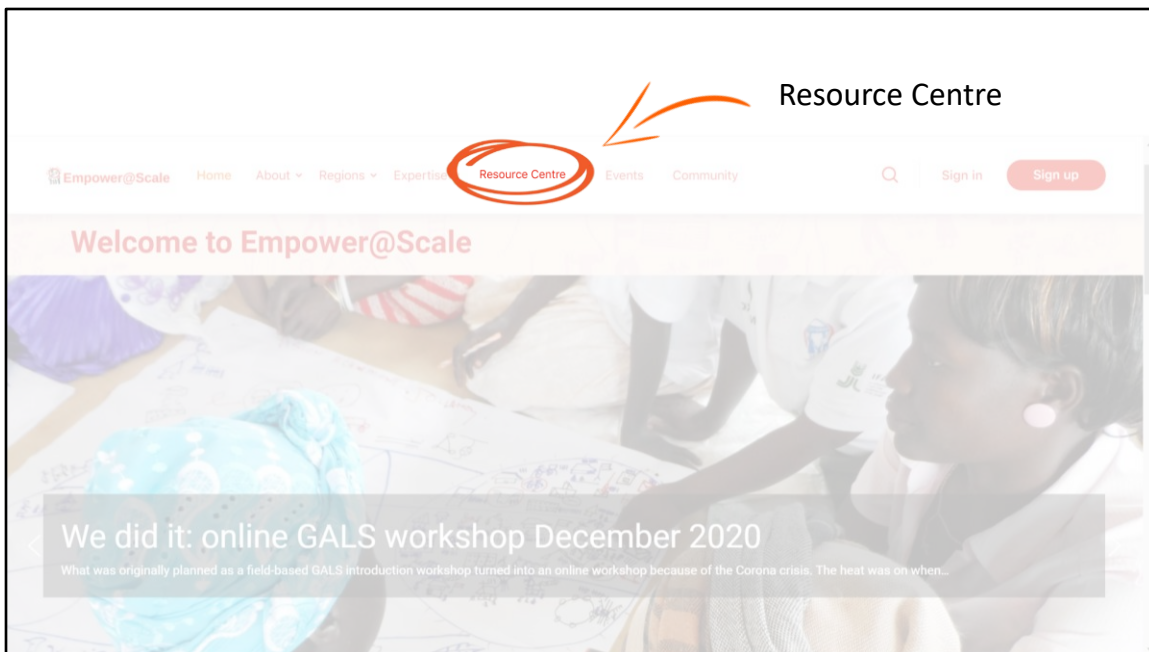 Resource Centre
Empower@Scale Home About Regions Expertise Resource Centre Events Community Sign in Sign up
Welcome to Empower@Scale
We did it: online GALS workshop December 2020
What was originally planned as a field-based GALS introduction workshop turned into an online workshop because of the Corona crisis. The heat was on when...